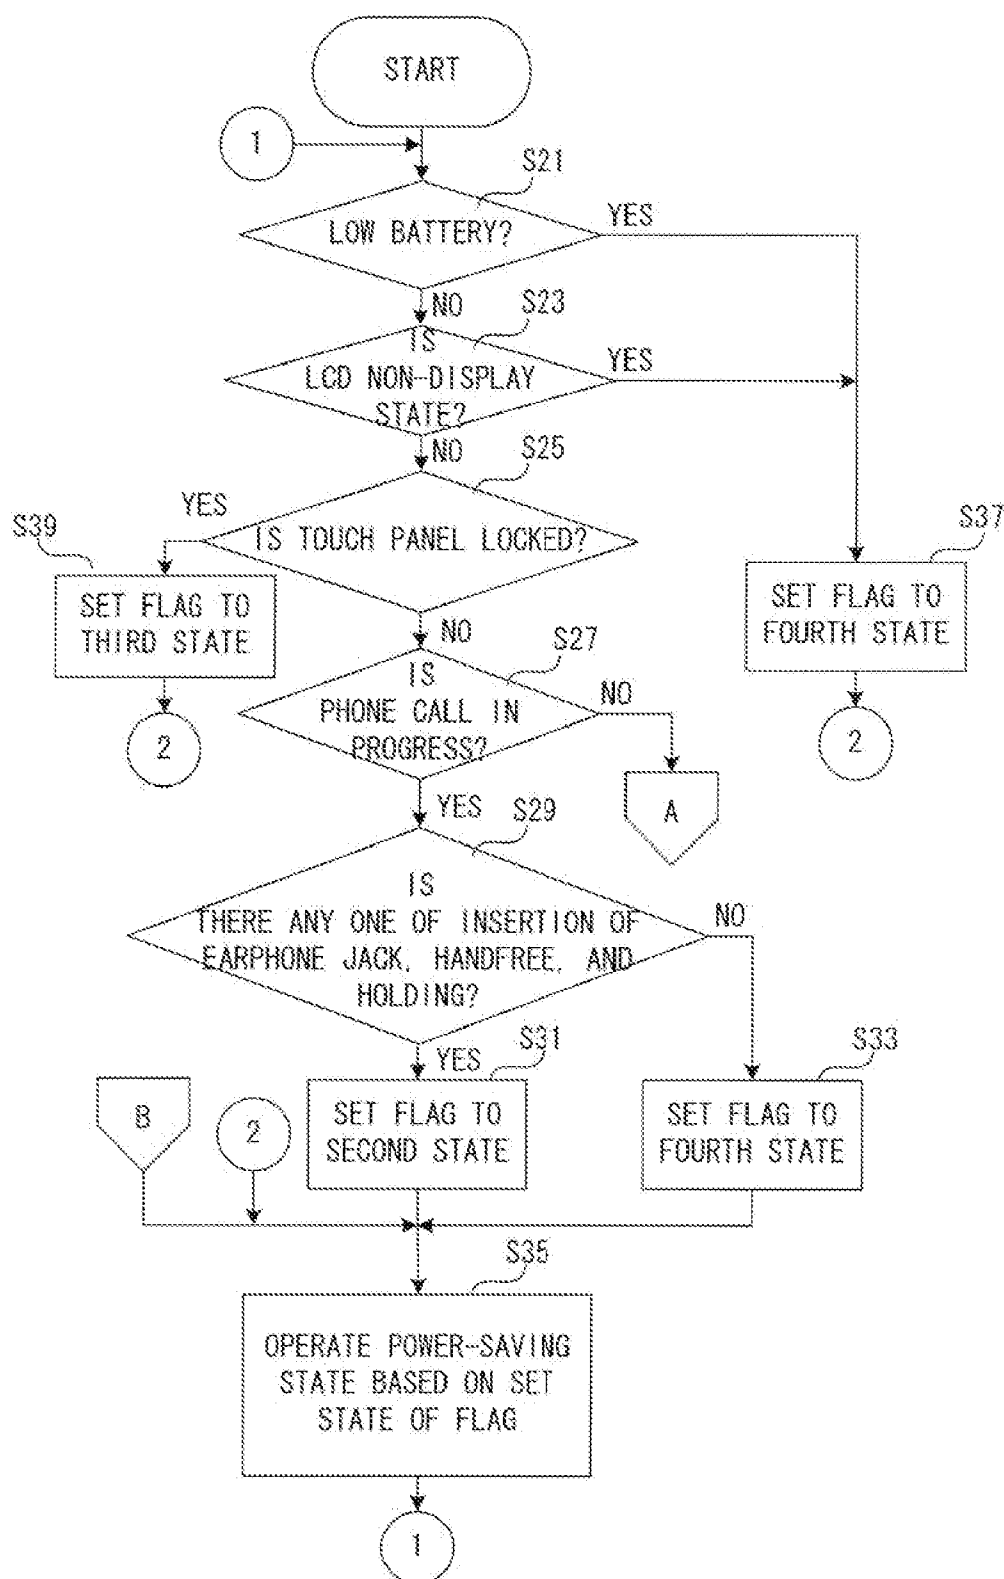 START
1
S21
LOW BATTERY?
YES
NO
S23
IS
LCD NON-DISPLAY
STATE?
YES
NO
S25
IS TOUCH PANEL LOCKED?
YES
S39
SET FLAG TO
THIRD STATE
2
S37
SET FLAG TO
FOURTH STATE
2
NO
S27
IS
PHONE CALL IN
PROGRESS?
NO
A
YES
S29
IS
THERE ANY ONE OF INSERTION OF
EARPHONE JACK, HANDFREE, AND
HOLDING?
NO
YES
S31
SET FLAG TO
SECOND STATE
S33
SET FLAG TO
FOURTH STATE
B
2
S35
OPERATE POWER-SAVING
STATE BASED ON SET
STATE OF FLAG
1